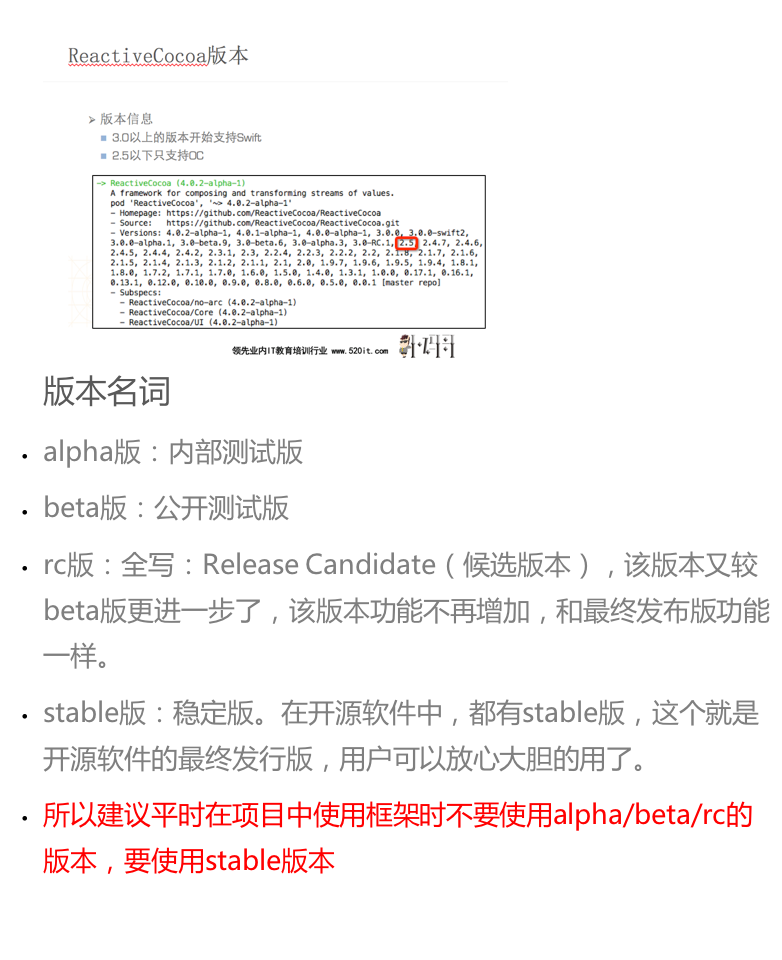 ReactiveCocoa版本
➢ 版本信息
■ 3.0以上的版本开始支持Swift
■ 2.5以下只支持OC
-> ReactiveCocoa (4.0.2-alpha-1)
A framework for composing and transforming streams of values.
pod 'ReactiveCocoa', '~> 4.0.2-alpha-1'
- Homepage: https://github.com/ReactiveCocoa/ReactiveCocoa
- Source: https://github.com/ReactiveCocoa/ReactiveCocoa.git
- Versions: 4.0.2-alpha-1, 4.0.1-alpha-1, 4.0.0-alpha-1, 3.0.0, 3.0.0-swift2,
3.0.0-alpha.1, 3.0-beta.9, 3.0-beta.6, 3.0-alpha.3, 3.0-RC.1, 2.5, 2.4.7, 2.4.6,
2.4.5, 2.4.4, 2.4.2, 2.3.1, 2.3, 2.2.4, 2.2.3, 2.2.2, 2.2, 2.1.8, 2.1.7, 2.1.6,
2.1.5, 2.1.4, 2.1.3, 2.1.2, 2.1.1, 2.1, 2.0, 1.9.7, 1.9.6, 1.9.5, 1.9.4, 1.8.1,
1.8.0, 1.7.2, 1.7.1, 1.7.0, 1.6.0, 1.5.0, 1.4.0, 1.3.1, 1.0.0, 0.17.1, 0.16.1,
0.13.1, 0.12.0, 0.10.0, 0.9.0, 0.8.0, 0.6.0, 0.5.0, 0.0.1 [master repo]
- Subspecs:
- ReactiveCocoa/no-arc (4.0.2-alpha-1)
- ReactiveCocoa/Core (4.0.2-alpha-1)
- ReactiveCocoa/UI (4.0.2-alpha-1)
领先业内IT教育培训行业 www.520it.com
版本名词
• alpha版：内部测试版
• beta版：公开测试版
• rc版：全写：Release Candidate（候选版本），该版本又较
beta版更进一步了，该版本功能不再增加，和最终发布版功能
一样。
• stable版：稳定版。在开源软件中，都有stable版，这个就是
开源软件的最终发行版，用户可以放心大胆的用了。
• 所以建议平时在项目中使用框架时不要使用alpha/beta/rc的
版本，要使用stable版本